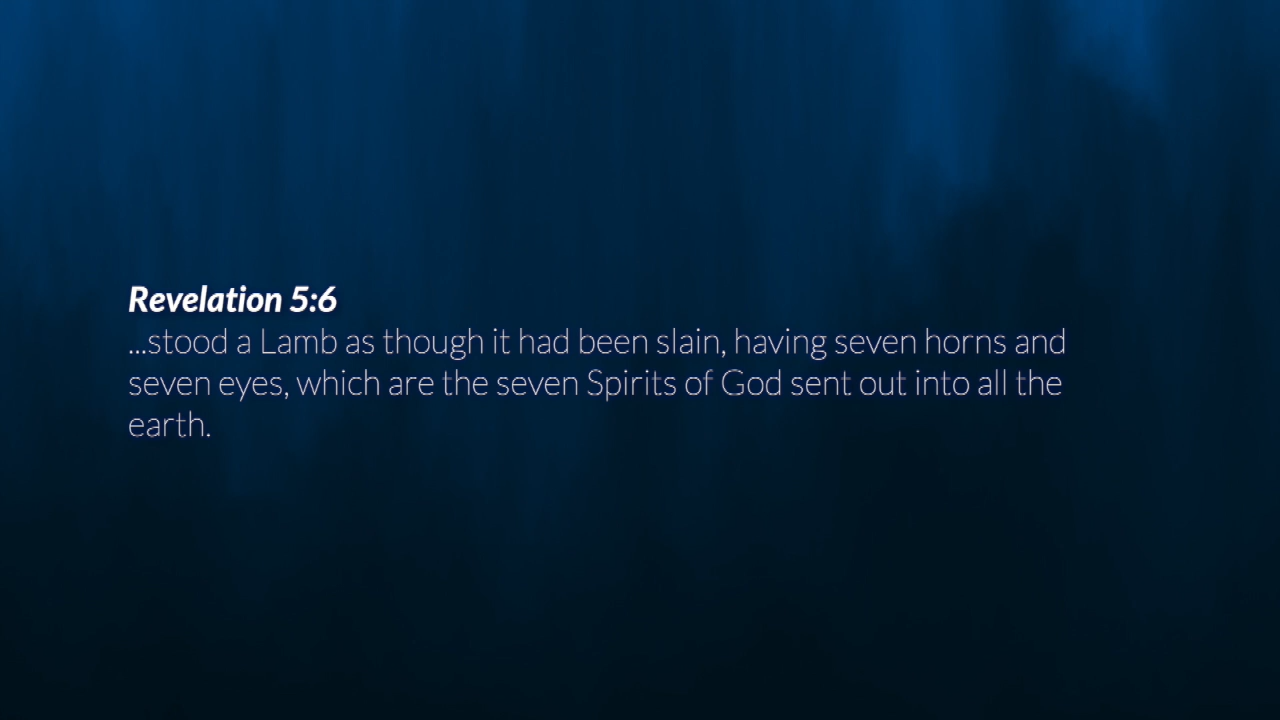 Revelation 5:6
...stood a Lamb as though it had been slain, having seven horns and
seven eyes, which are the seven Spirits of God sent out into all the
earth.